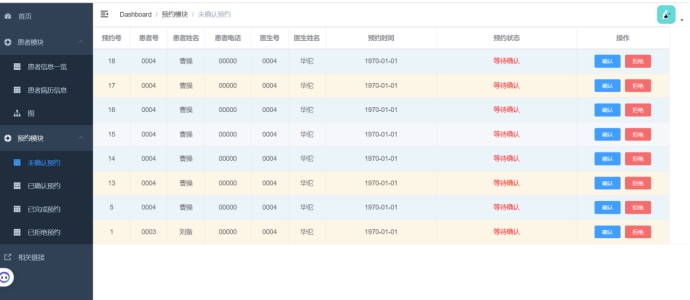 首页
患者模块
患者信息一览
患者病历信息
图
预约模块
未确认预约
已确认预约
已完成预约
已拒绝预约
相关链接
Dashboard / 预约模块 / 未确认预约
预约号 患者号 患者姓名 患者电话 医生号 医生姓名 预约时间 预约状态 操作
18 0004 曹操 00000 0004 华佗 1970-01-01 等待确认 确认 拒绝
17 0004 曹操 00000 0004 华佗 1970-01-01 等待确认 确认 拒绝
16 0004 曹操 00000 0004 华佗 1970-01-01 等待确认 确认 拒绝
15 0004 曹操 00000 0004 华佗 1970-01-01 等待确认 确认 拒绝
14 0004 曹操 00000 0004 华佗 1970-01-01 等待确认 确认 拒绝
13 0004 曹操 00000 0004 华佗 1970-01-01 等待确认 确认 拒绝
5 0004 曹操 00000 0004 华佗 1970-01-01 等待确认 确认 拒绝
1 0003 刘备 00000 0004 华佗 1970-01-01 等待确认 确认 拒绝